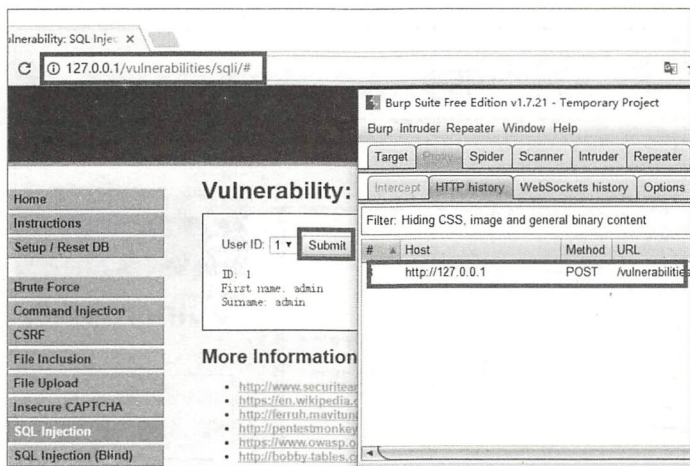 ulnerability: SQL Injec ×
127.0.0.1/vulnerabilities/sqli/#
Home
Instructions
Setup / Reset DB
Brute Force
Command Injection
CSRF
File Inclusion
File Upload
Insecure CAPTCHA
SQL Injection
SQL Injection (Blind)
Vulnerability:
User ID: 1 Submit
ID: 1
First name: admin
Surname: admin
More Information
http://www.securitea
https://en.wikipedia.
http://ferruh.mavitun
http://pentestmonkey
https://www.owasp.o
http://bobby-tables.c
Burp Suite Free Edition v1.7.21 - Temporary Project
Burp Intruder Repeater Window Help
Target Proxy Spider Scanner Intruder Repeater
Intercept HTTP history WebSockets history Options
Filter: Hiding CSS, image and general binary content
# Host Method URL
http://127.0.0.1 POST /vulnerabilities